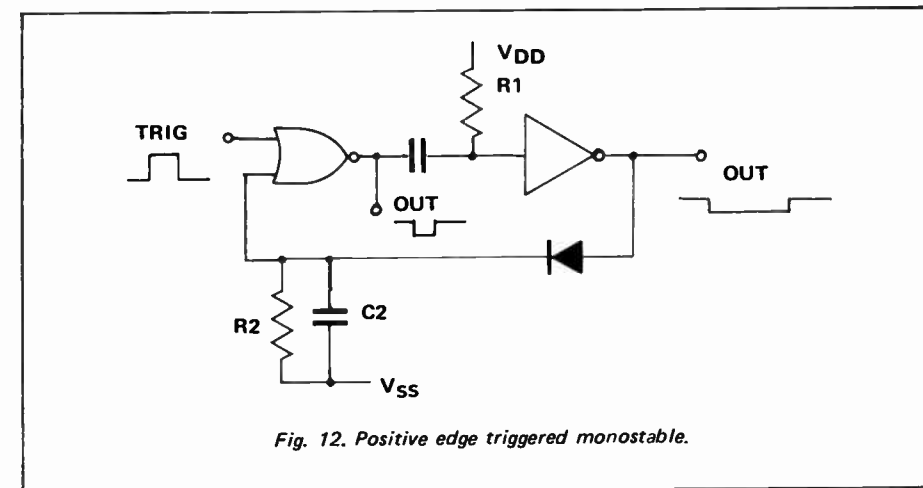 VDD
R1
TRIG
OUT
OUT
R2
C2
VSS
Fig. 12. Positive edge triggered monostable.